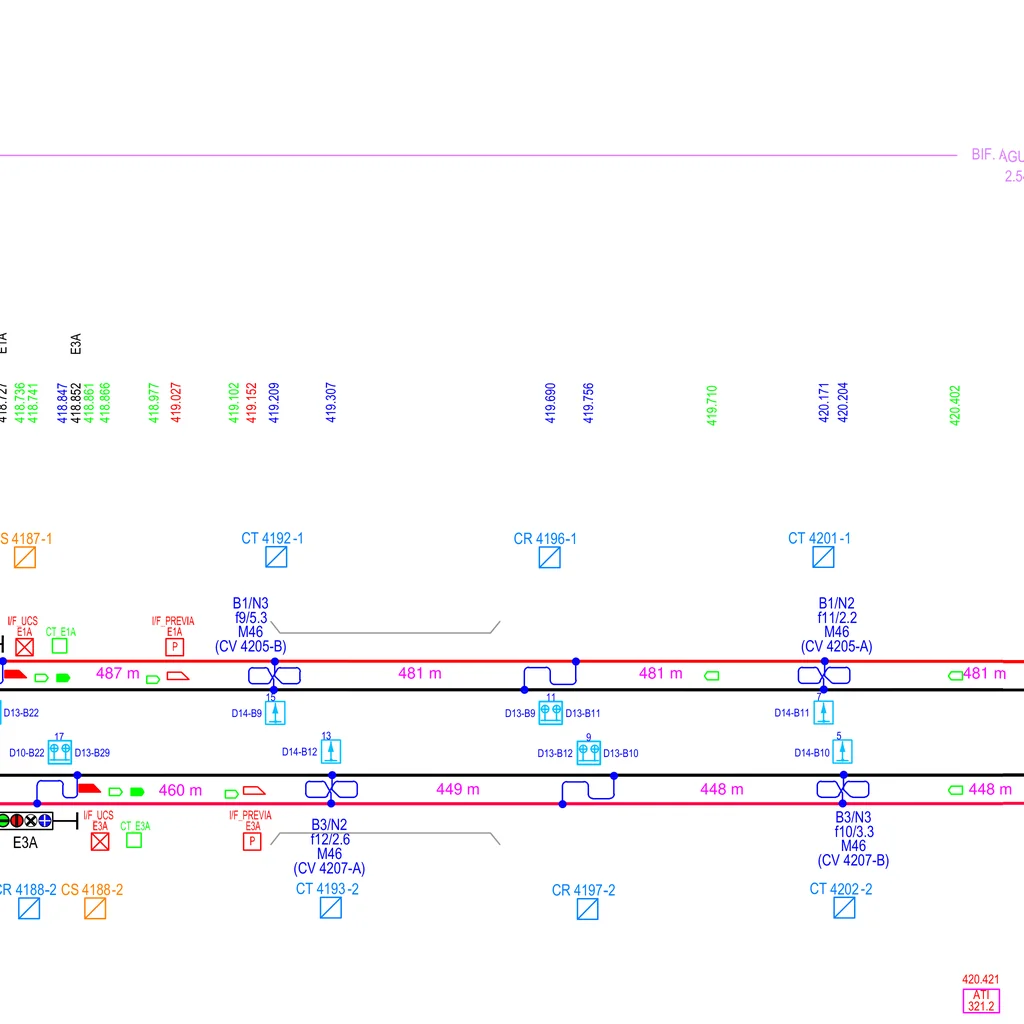 BIF. AGU
2.5
E1A
E3A
418.727
418.736
418.741
418.847
418.852
418.861
418.866
418.977
419.027
419.102
419.152
419.209
419.307
419.690
419.756
419.710
420.171
420.204
420.402
S 4187-1
CT 4192-1
CR 4196-1
CT 4201-1
B1/N3
f9/5.3
M46
(CV 4205-B)
B1/N2
f11/2.2
M46
(CV 4205-A)
I/F_UCS
E1A
CT_E1A
I/F_PREVIA
E1A
P
487 m
481 m
481 m
481 m
D13-B22
D14-B9
15
D13-B9
11
D13-B11
D14-B11
7
D10-B22
17
D13-B29
D14-B12
13
D13-B12
9
D13-B10
D14-B10
5
460 m
449 m
448 m
448 m
E3A
I/F_UCS
E3A
CT_E3A
I/F_PREVIA
E3A
P
B3/N2
f12/2.6
M46
(CV 4207-A)
B3/N3
f10/3.3
M46
(CV 4207-B)
CR 4188-2
CS 4188-2
CT 4193-2
CR 4197-2
CT 4202-2
420.421
ATI
321.2